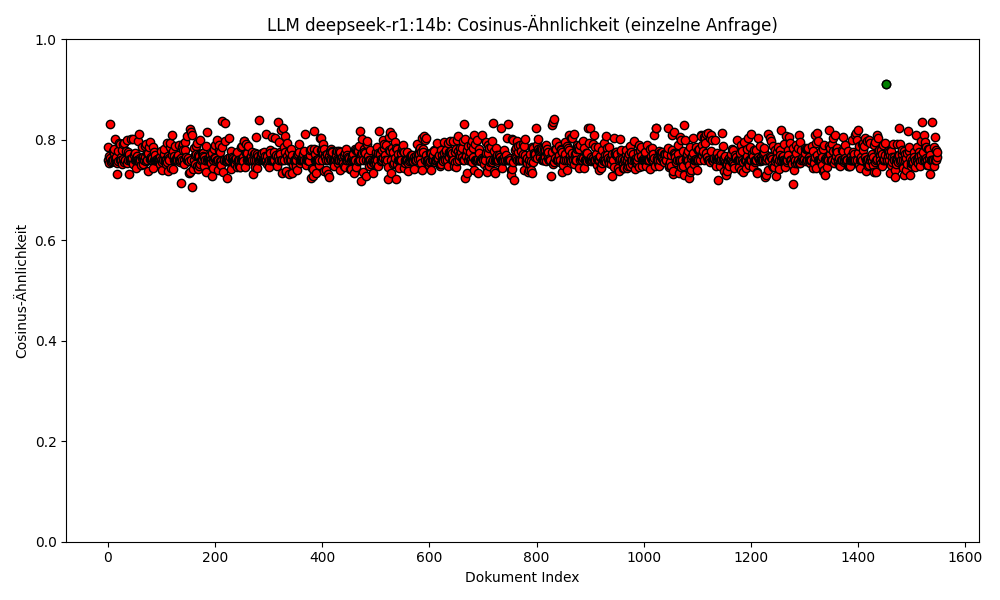 LLM deepseek-r1:14b: Cosinus-Ähnlichkeit (einzelne Anfrage)
1.0
0.8
0.6
0.4
0.2
0.0
Cosinus-Ähnlichkeit
0 200 400 600 800 1000 1200 1400 1600
Dokument Index